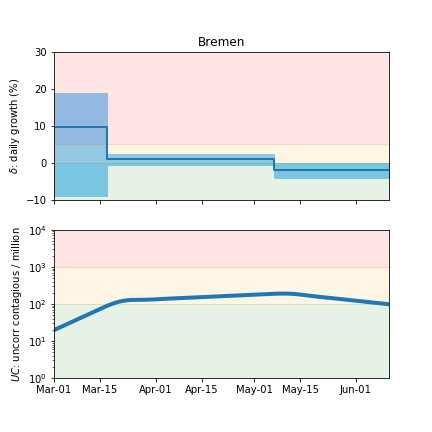 Bremen
δ: daily growth (%)
30
20
10
0
−10
UC: uncorr contagious / million
10⁴
10³
10²
10¹
10⁰
Mar-01 Mar-15 Apr-01 Apr-15 May-01 May-15 Jun-01